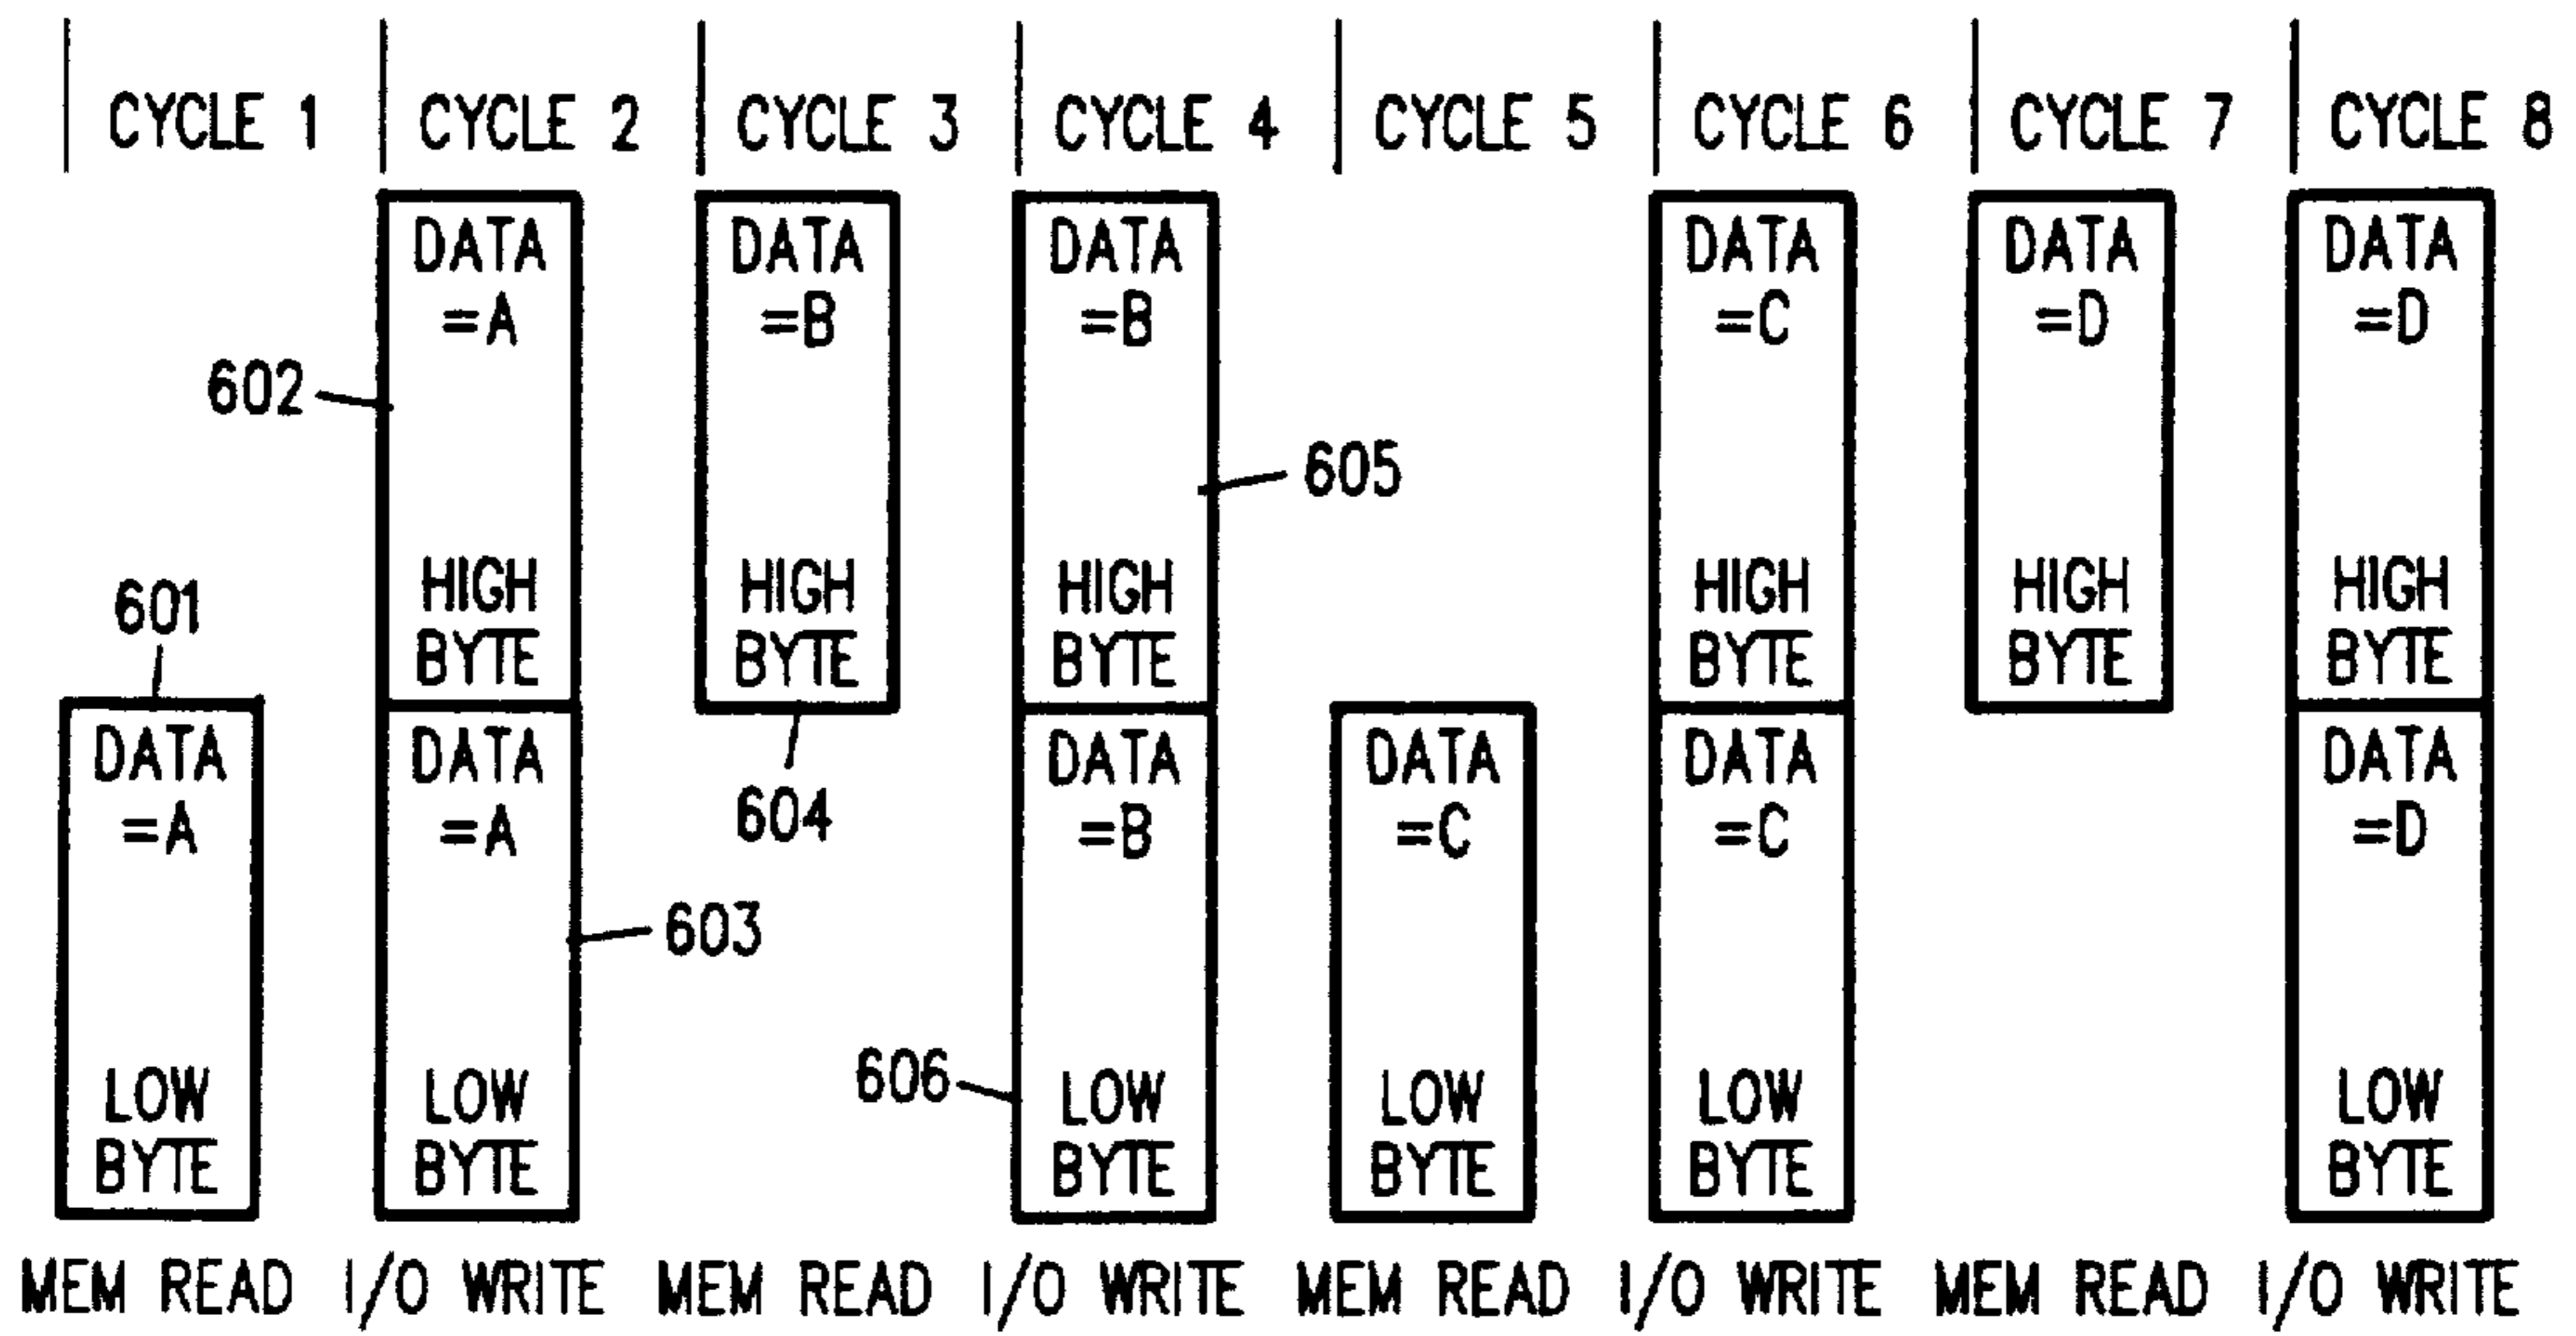 CYCLE 1 CYCLE 2 CYCLE 3 CYCLE 4 CYCLE 5 CYCLE 6 CYCLE 7 CYCLE 8
DATA DATA DATA DATA DATA DATA
=A =B =B =C =D =D
602
605
HIGH HIGH HIGH HIGH HIGH HIGH
BYTE BYTE BYTE BYTE BYTE BYTE
601
DATA DATA DATA DATA DATA DATA
=A =A =B =C =C =D
604
603
606
LOW LOW LOW LOW LOW LOW
BYTE BYTE BYTE BYTE BYTE BYTE
MEM READ I/O WRITE MEM READ I/O WRITE MEM READ I/O WRITE MEM READ I/O WRITE